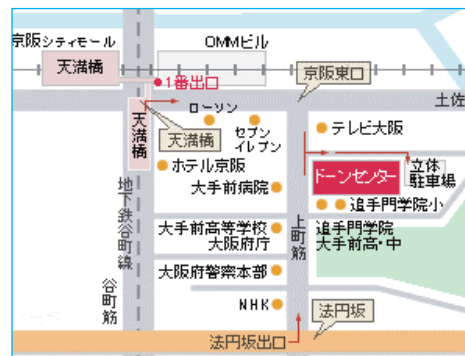 京阪シティモール
OMMビル
天満橋
1番出口
京阪東口
土佐
天満橋
ローソン
天満橋
セブン
イレブン
テレビ大阪
ホテル京阪
大手前病院
ドーンセンター
立体
駐車場
追手門学院小
地下鉄谷町線
大手前高等学校
大阪府庁
上町筋
追手門学院
大手前高・中
大阪府警察本部
谷町筋
NHK
法円坂
法円坂出口